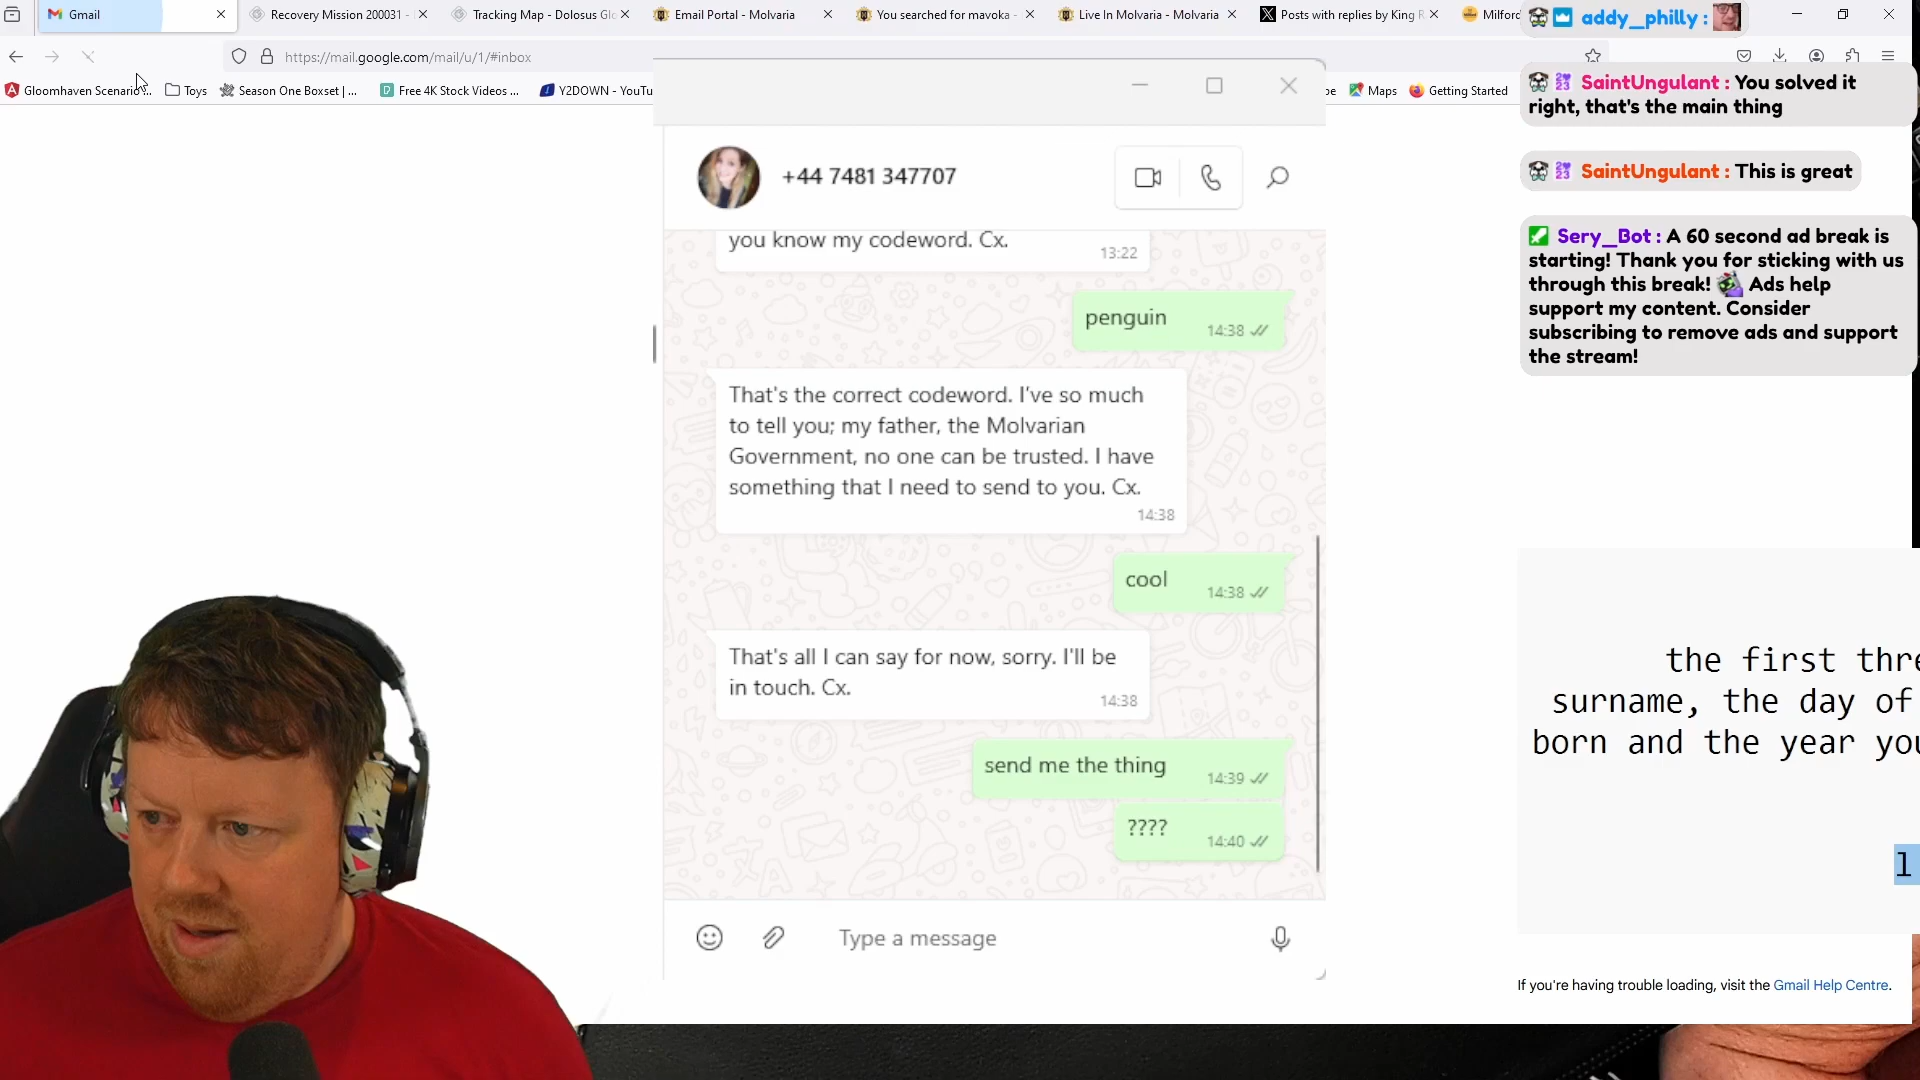 Gmail
Recovery Mission 200031 -
Tracking Map - Dolosus Glo
Email Portal - Molvaria
You searched for mavoka -
Live In Molvaria - Molvaria
Posts with replies by King R
Milford
addy_philly :
https://mail.google.com/mail/u/1/#inbox
Gloomhaven Scenario...
Toys
Season One Boxset | ...
Free 4K Stock Videos ...
Y2DOWN - YouTu
be
Maps
Getting Started
SaintUngulant : You solved it
right, that's the main thing
SaintUngulant : This is great
Sery_Bot : A 60 second ad break is
starting! Thank you for sticking with us
through this break! Ads help
support my content. Consider
subscribing to remove ads and support
the stream!
+44 7481 347707
you know my codeword. Cx.
13:22
penguin
14:38
That's the correct codeword. I've so much
to tell you; my father, the Molvarian
Government, no one can be trusted. I have
something that I need to send to you. Cx.
14:38
cool
14:38
That's all I can say for now, sorry. I'll be
in touch. Cx.
14:38
send me the thing
14:39
????
14:40
Type a message
the first thre
surname, the day of
born and the year you
l
If you're having trouble loading, visit the Gmail Help Centre.